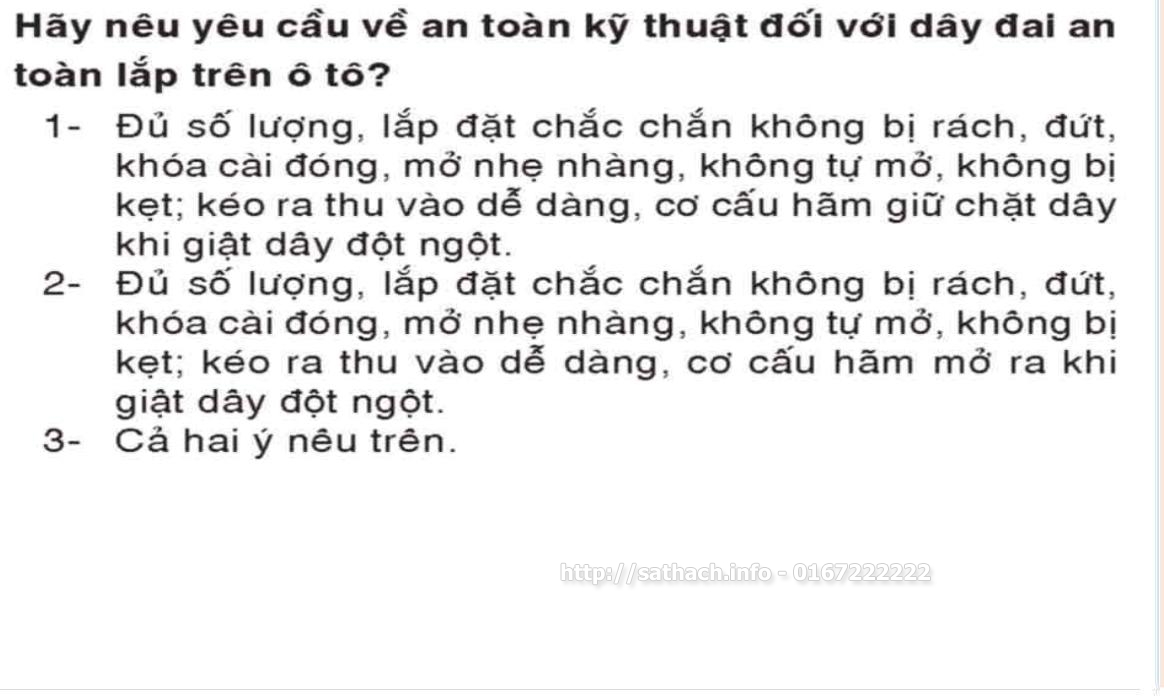 Hãy nêu yêu cầu về an toàn kỹ thuật đối với dây đai an
toàn lắp trên ô tô?
1- Đủ số lượng, lắp đặt chắc chắn không bị rách, đứt,
khóa cài đóng, mở nhẹ nhàng, không tự mở, không bị
kẹt; kéo ra thu vào dễ dàng, cơ cấu hãm giữ chặt dây
khi giật dây đột ngột.
2- Đủ số lượng, lắp đặt chắc chắn không bị rách, đứt,
khóa cài đóng, mở nhẹ nhàng, không tự mở, không bị
kẹt; kéo ra thu vào dễ dàng, cơ cấu hãm mở ra khi
giật dây đột ngột.
3- Cả hai ý nêu trên.
http://sathach.info - 0167222222